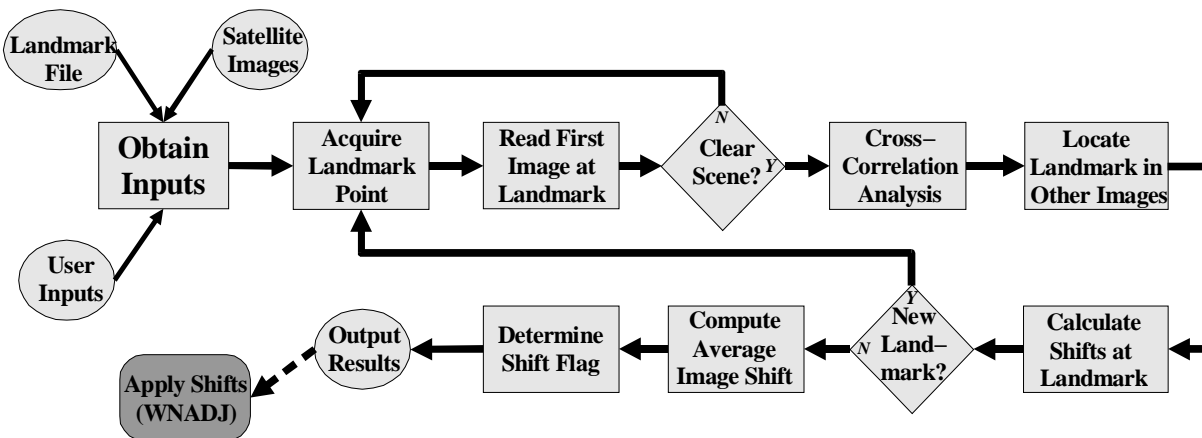 Landmark
File
Satellite
Images
Obtain
Inputs
User
Inputs
Acquire
Landmark
Point
Read First
Image at
Landmark
N
Clear
Scene?
Y
Cross–
Correlation
Analysis
Locate
Landmark in
Other Images
Calculate
Shifts at
Landmark
Y
New
Land–
mark?
N
Compute
Average
Image Shift
Determine
Shift Flag
Output
Results
Apply Shifts
(WNADJ)